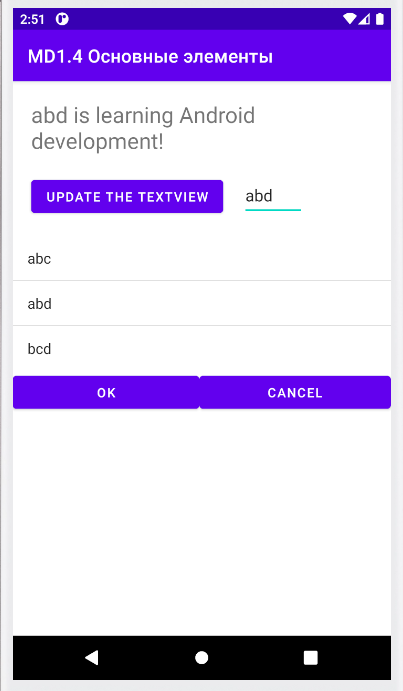 2:51
MD1.4 Основные элементы
abd is learning Android
development!
UPDATE THE TEXTVIEW abd
abc
abd
bcd
OK CANCEL